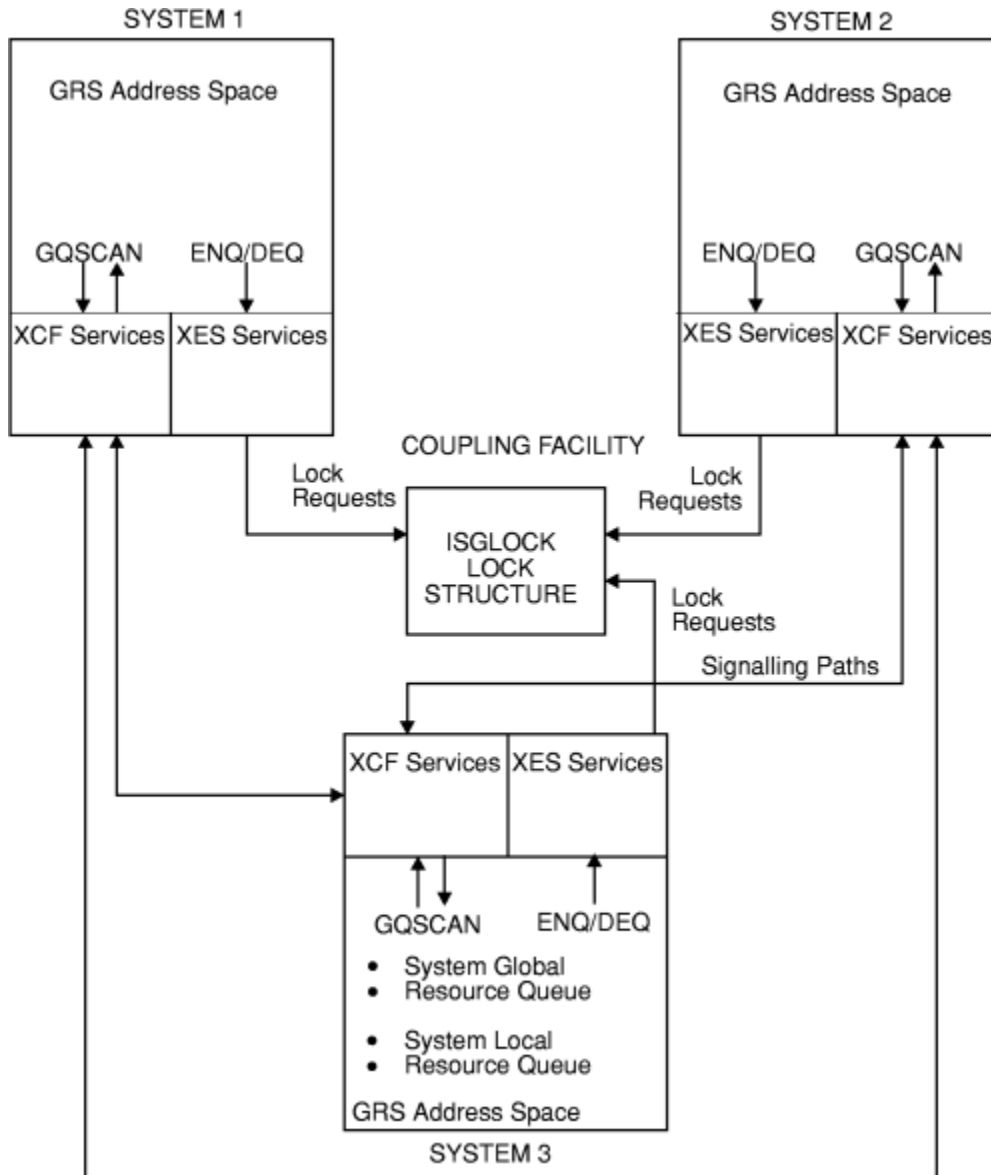 SYSTEM 1
GRS Address Space
GQSCAN
ENQ/DEQ
XCF Services
XES Services
SYSTEM 2
GRS Address Space
ENQ/DEQ
GQSCAN
XES Services
XCF Services
COUPLING FACILITY
Lock
Requests
Lock
Requests
ISGLOCK
LOCK
STRUCTURE
Lock
Requests
Signalling Paths
XCF Services
XES Services
GQSCAN
ENQ/DEQ
• System Global
• Resource Queue
• System Local
• Resource Queue
GRS Address Space
SYSTEM 3